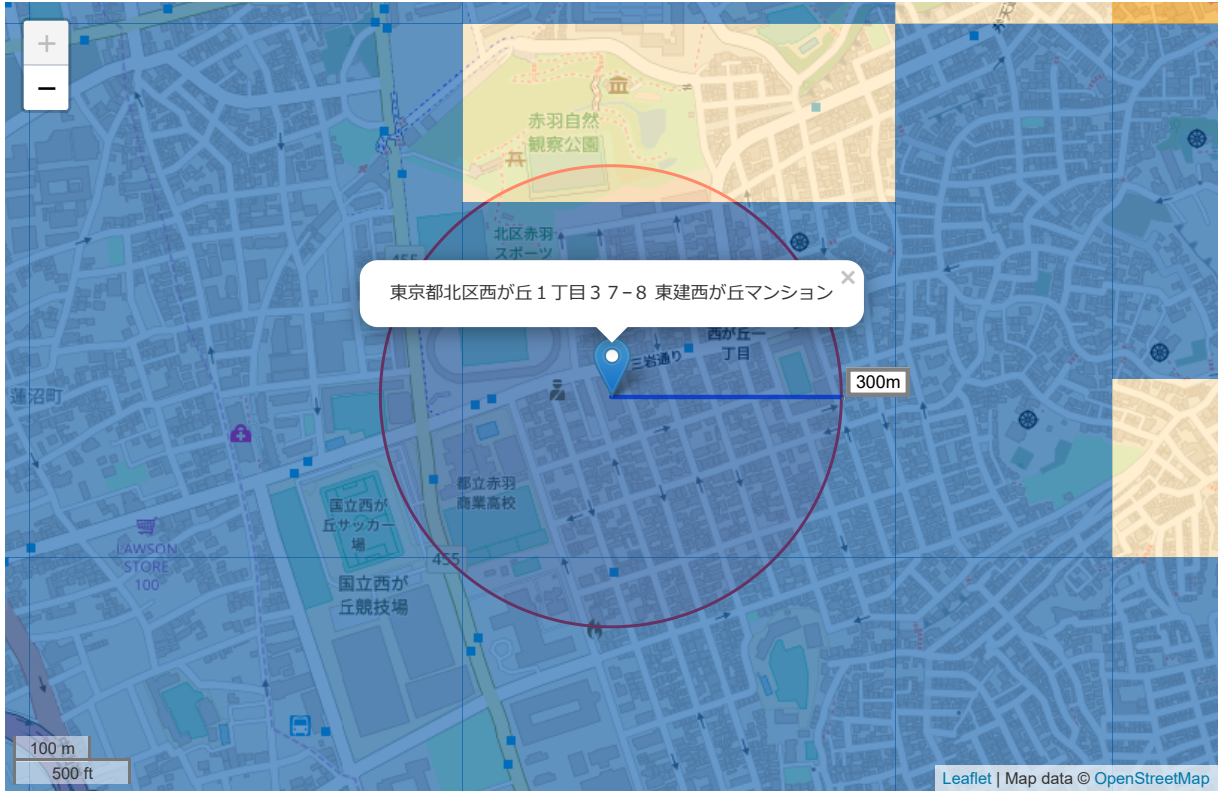 +
−
弁天
赤羽自然
観察公園
北区赤羽
スポーツ
455
東京都北区西が丘１丁目３７−８ 東建西が丘マンション
×
西が丘一
丁目
三岩通り
300m
蓮沼町
都立赤羽
商業高校
国立西が
丘サッカー
場
LAWSON
STORE
100
455
国立西が
丘競技場
100 m
500 ft
Leaflet | Map data © OpenStreetMap